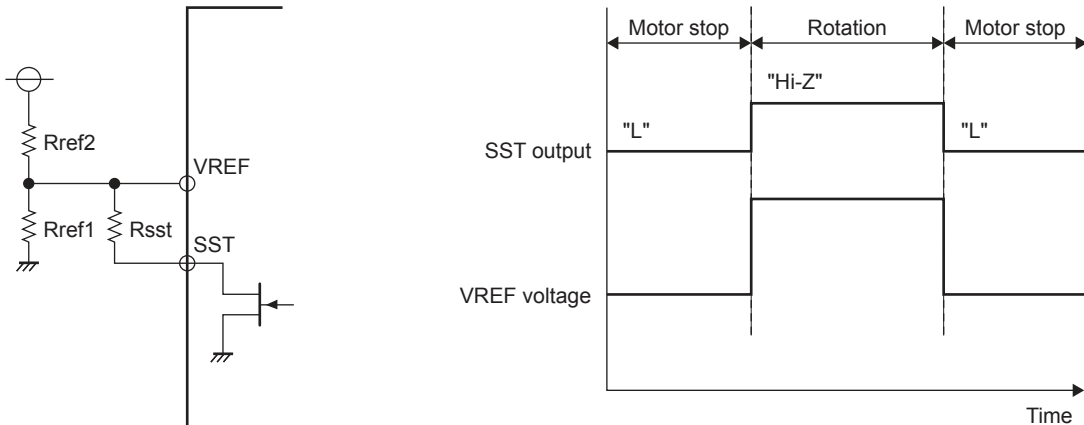 Rref2
VREF
Rref1
Rsst
SST
Motor stop
Rotation
Motor stop
"Hi-Z"
"L"
"L"
SST output
VREF voltage
Time